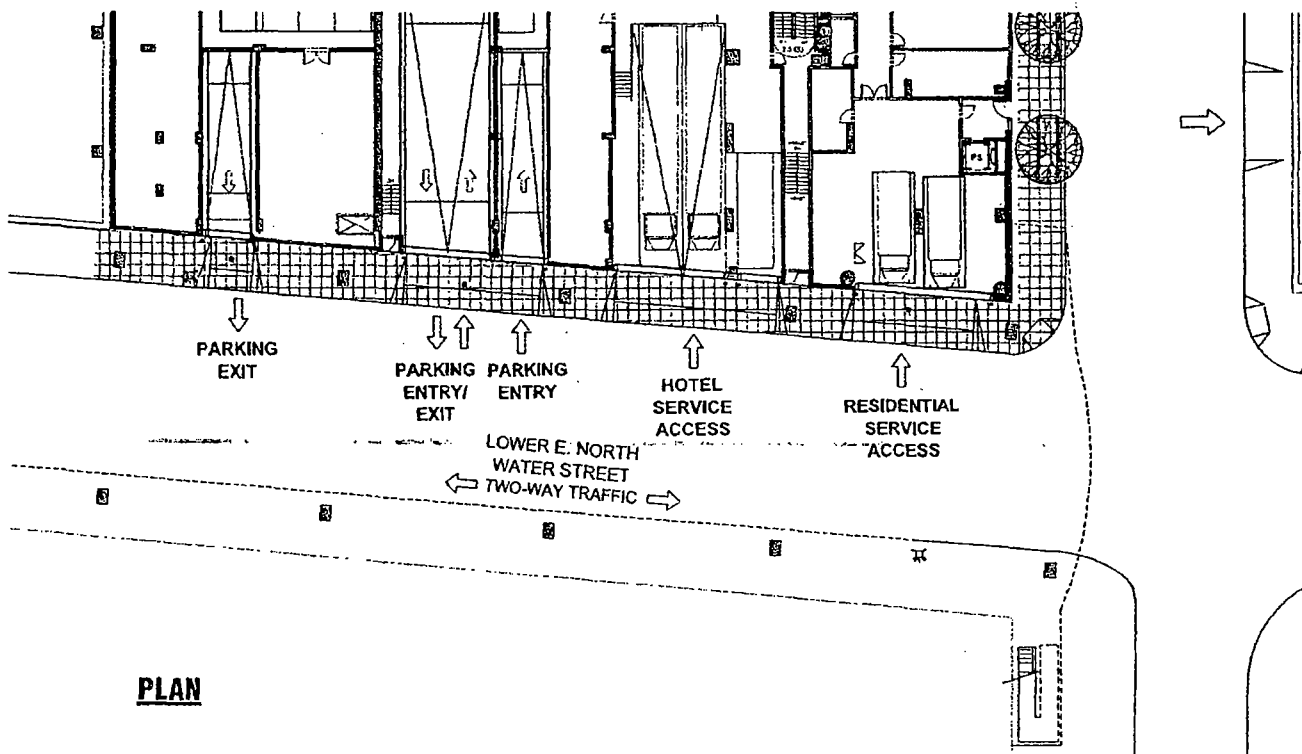 PARKING
EXIT
PARKING
ENTRY/
EXIT
PARKING
ENTRY
HOTEL
SERVICE
ACCESS
RESIDENTIAL
SERVICE
ACCESS
LOWER E. NORTH
WATER STREET
TWO-WAY TRAFFIC
PLAN